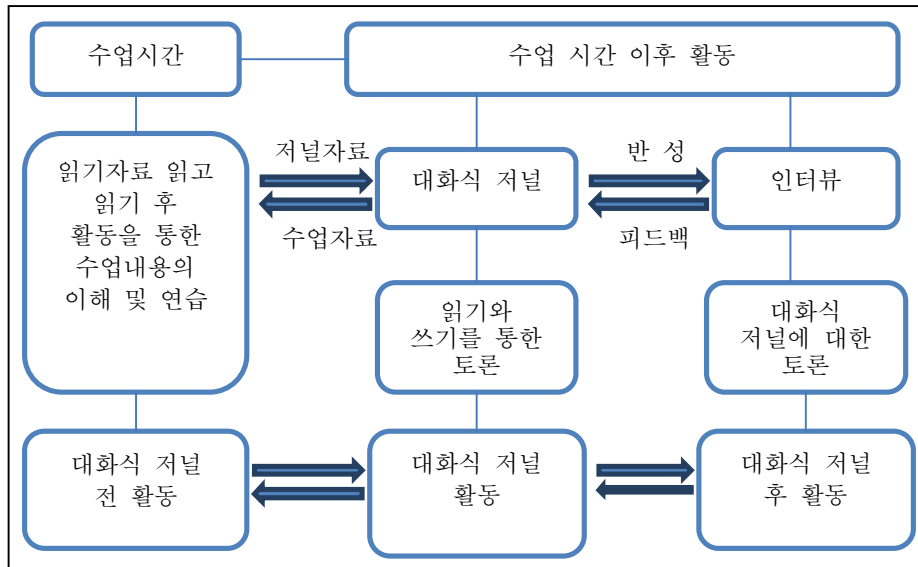 수업시간
수업 시간 이후 활동
읽기자료 읽고
읽기 후
활동을 통한
수업내용의
이해 및 연습
저널자료
수업자료
대화식 저널
반 성
피드백
인터뷰
읽기와
쓰기를 통한
토론
대화식
저널에 대한
토론
대화식 저널
전 활동
대화식 저널
활동
대화식 저널
후 활동